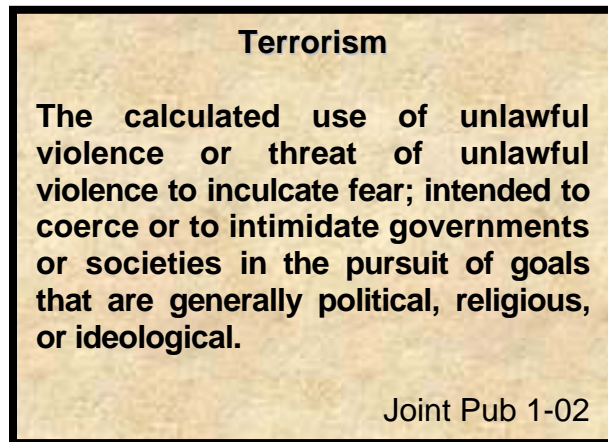 Terrorism
The calculated use of unlawful
violence or threat of unlawful
violence to inculcate fear; intended to
coerce or to intimidate governments
or societies in the pursuit of goals
that are generally political, religious,
or ideological.
Joint Pub 1-02